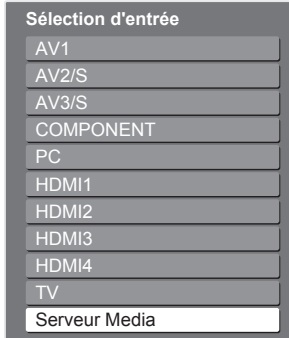 Sélection d'entrée
AV1
AV2/S
AV3/S
COMPONENT
PC
HDMI1
HDMI2
HDMI3
HDMI4
TV
Serveur Media